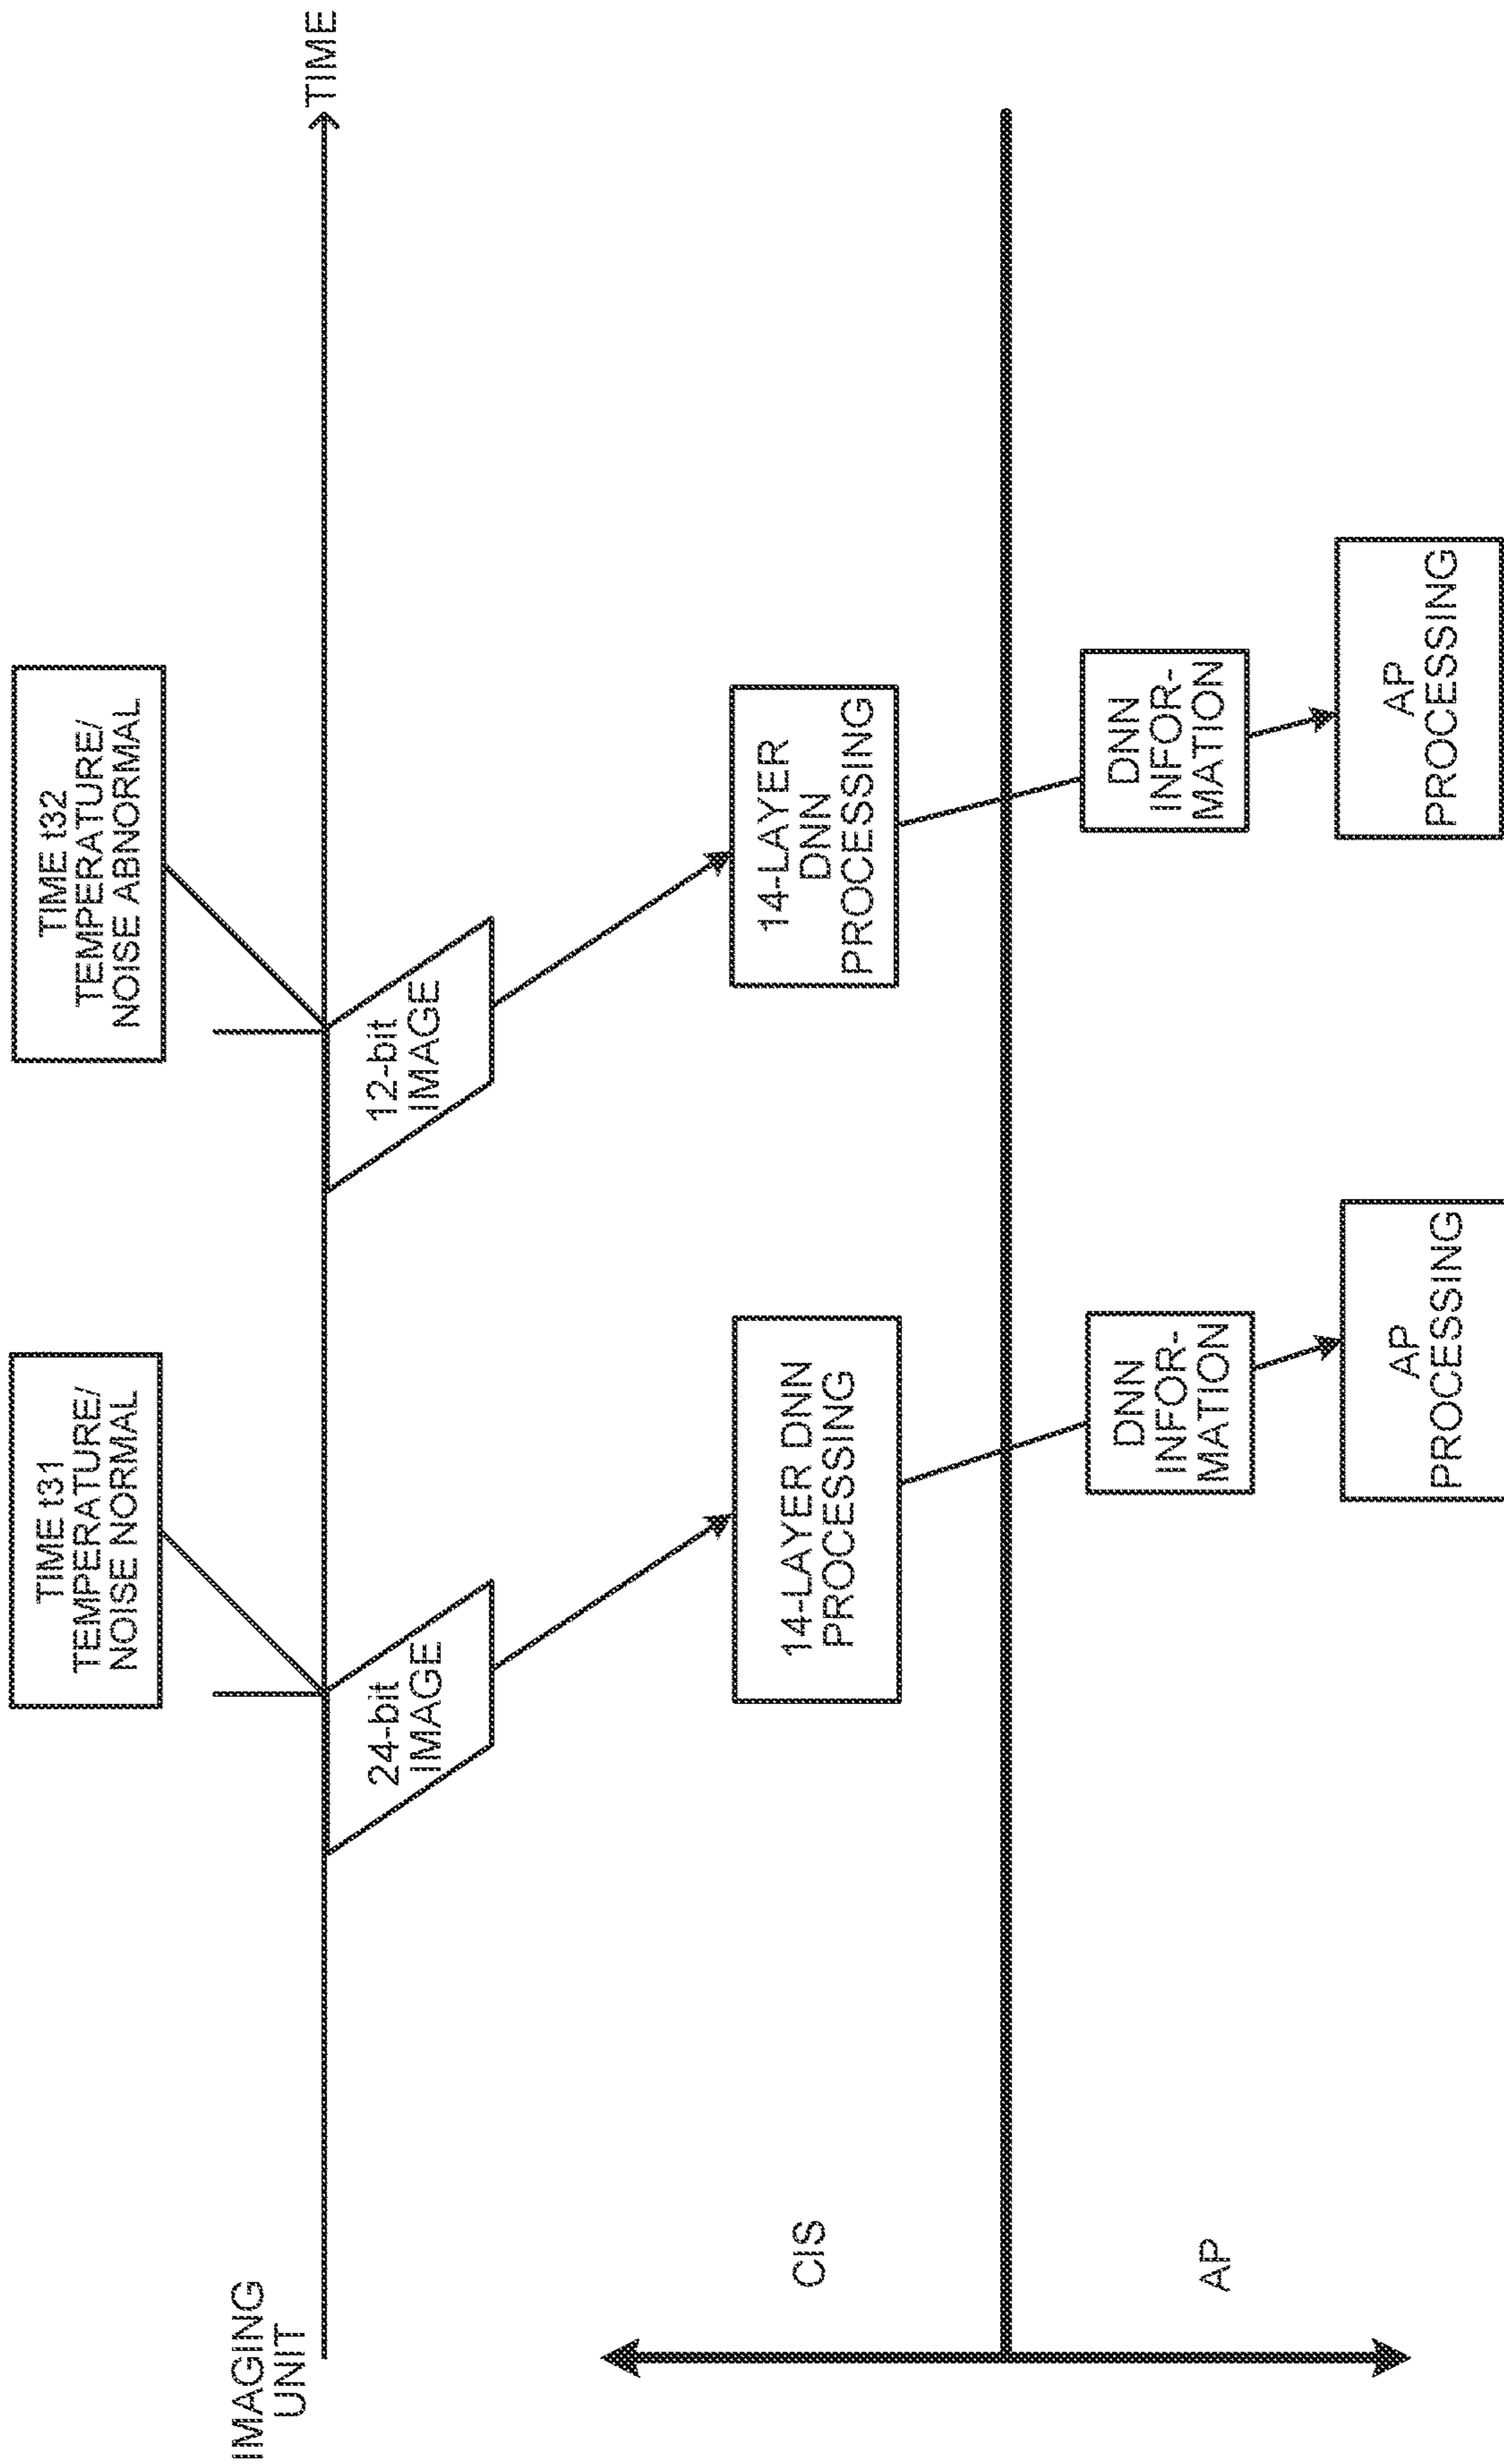 IMAGING
UNIT
TIME
TIME t31
TEMPERATURE/
NOISE NORMAL
TIME t32
TEMPERATURE/
NOISE ABNORMAL
24-bit
IMAGE
12-bit
IMAGE
CIS
14-LAYER DNN
PROCESSING
14-LAYER
DNN
PROCESSING
AP
DNN
INFOR-
MATION
DNN
INFOR-
MATION
AP
PROCESSING
AP
PROCESSING